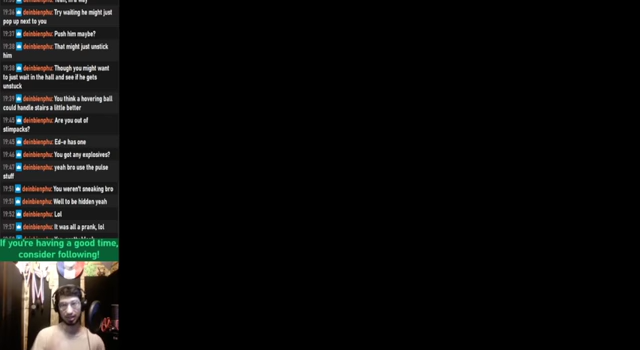 19:36 deinbienphu: Try waiting he might just
pop up next to you
19:37 deinbienphu: Push him maybe?
19:38 deinbienphu: That might just unstick
him
19:38 deinbienphu: Though you might want
to just wait in the hall and see if he gets
unstuck
19:39 deinbienphu: You think a hovering ball
could handle stairs a little better
19:45 deinbienphu: Are you out of
stimpacks?
19:45 deinbienphu: Ed-e has one
19:46 deinbienphu: You got any explosives?
19:47 deinbienphu: yeah bro use the pulse
stuff
19:51 deinbienphu: You weren't sneaking bro
19:51 deinbienphu: Well to be hidden yeah
19:52 deinbienphu: Lol
19:57 deinbienphu: It was all a prank, lol
If you're having a good time,
consider following!